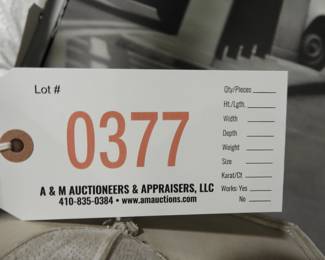 Lot #
0377
Qty/Pieces
Ht./Lgth.
Width
Depth
Weight
Size
Karat/Ct
Works: Yes
No
A & M AUCTIONEERS & APPRAISERS, LLC
410-835-0384 • www.amauctions.com